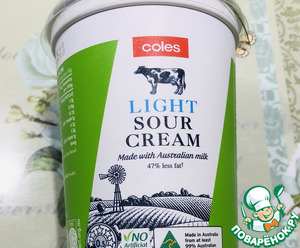 coles
LIGHT
SOUR
CREAM
Made with Australian milk
47% less fat†
NO
Artificial
Made in Australia
from at least
99% Australian
ПОВАРЁНОК.РУ